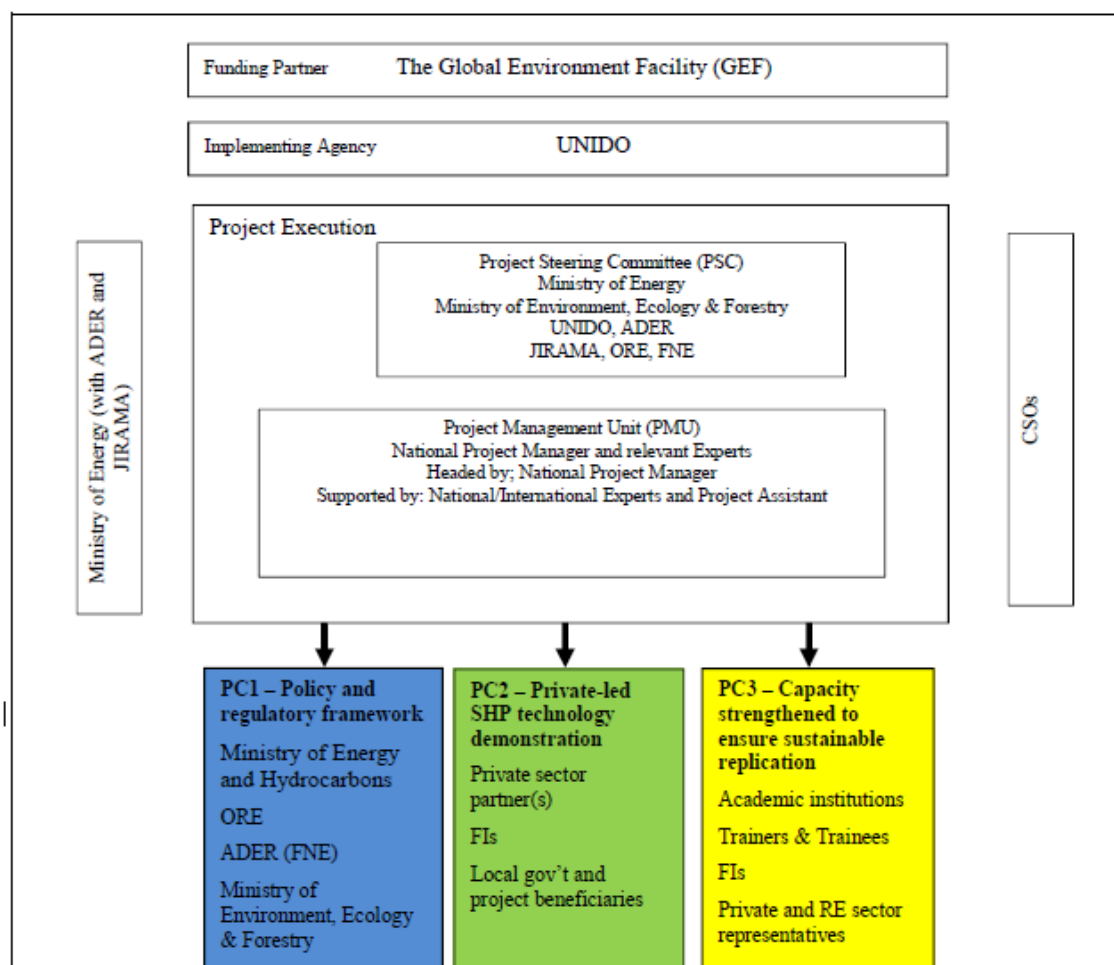 Funding Partner The Global Environment Facility (GEF)
Implementing Agency UNIDO
Project Execution
Project Steering Committee (PSC)
Ministry of Energy
Ministry of Environment, Ecology & Forestry
UNIDO, ADER
JIRAMA, ORE, FNE
Project Management Unit (PMU)
National Project Manager and relevant Experts
Headed by; National Project Manager
Supported by: National/International Experts and Project Assistant
Ministry of Energy (with ADER and
JIRAMA)
CSOs
PC1 – Policy and
regulatory framework
Ministry of Energy
and Hydrocarbons
ORE
ADER (FNE)
Ministry of
Environment, Ecology
& Forestry
PC2 – Private-led
SHP technology
demonstration
Private sector
partner(s)
FIs
Local gov’t and
project beneficiaries
PC3 – Capacity
strengthened to
ensure sustainable
replication
Academic institutions
Trainers & Trainees
FIs
Private and RE sector
representatives